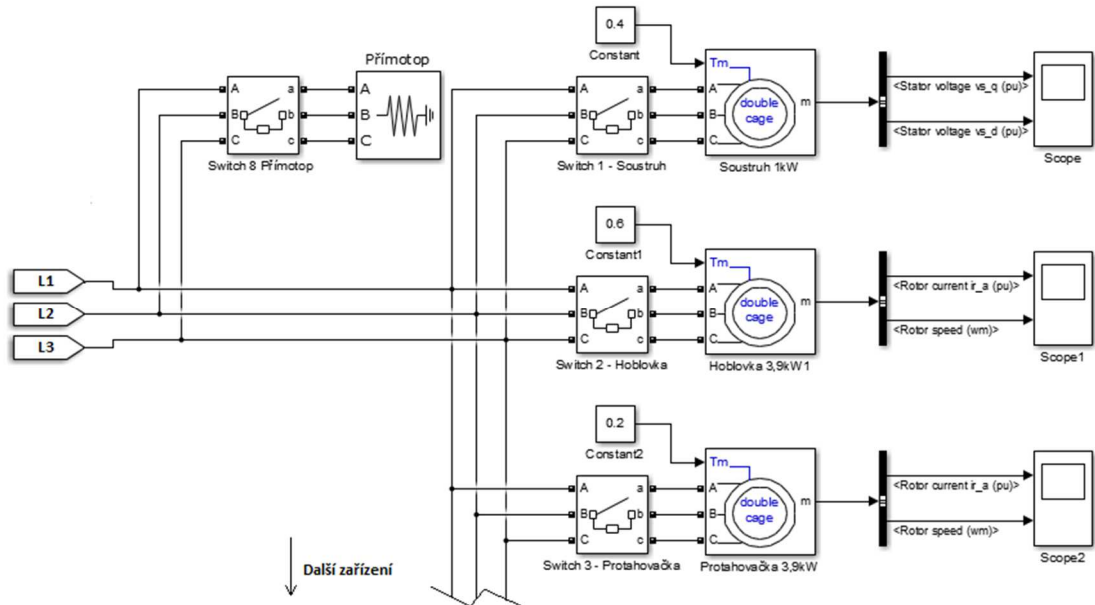 0.4
Constant
Přímotop
A
B
C
a
b
c
Switch 8 Přímotop
A
B
C
A
B
C
a
b
c
Switch 1 - Soustruh
Tm
A
B
C
double
cage
m
Soustruh 1kW
<Stator voltage vs_q (pu)>
<Stator voltage vs_d (pu)>
Scope
L1
L2
L3
0.6
Constant1
A
B
C
a
b
c
Switch 2 - Hoblovka
Tm
A
B
C
double
cage
m
Hoblovka 3,9kW1
<Rotor current ir_a (pu)>
<Rotor speed (wm)>
Scope1
0.2
Constant2
A
B
C
a
b
c
Switch 3 - Protahovačka
Tm
A
B
C
double
cage
m
Protahovačka 3,9kW
<Rotor current ir_a (pu)>
<Rotor speed (wm)>
Scope2
Další zařízení